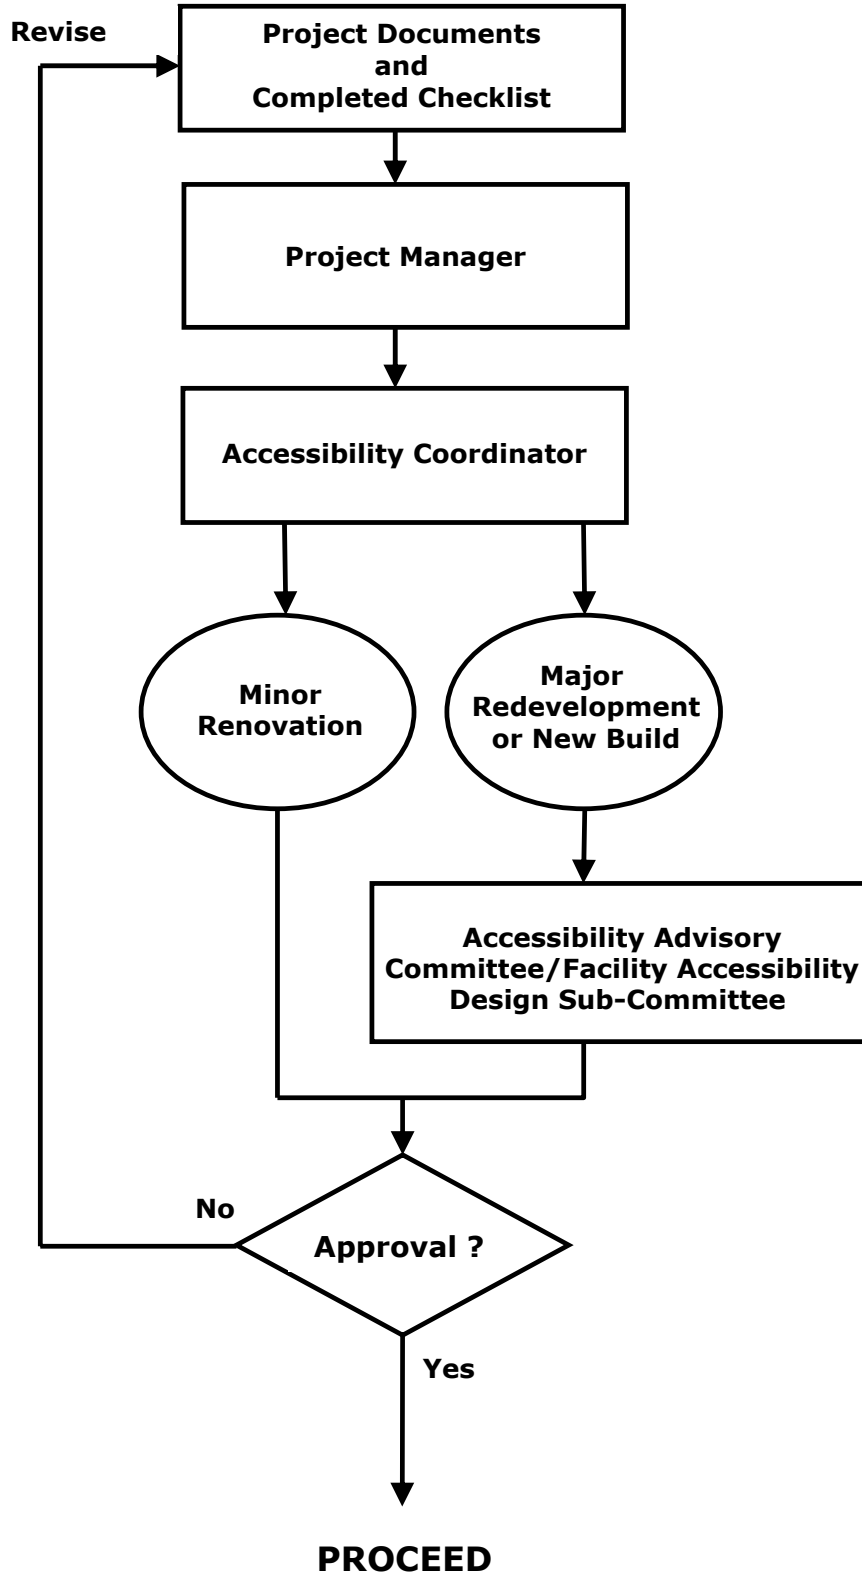 Revise
Project Documents
and
Completed Checklist
Project Manager
Accessibility Coordinator
Minor
Renovation
Major
Redevelopment
or New Build
Accessibility Advisory
Committee/Facility Accessibility
Design Sub-Committee
No
Approval ?
Yes
PROCEED